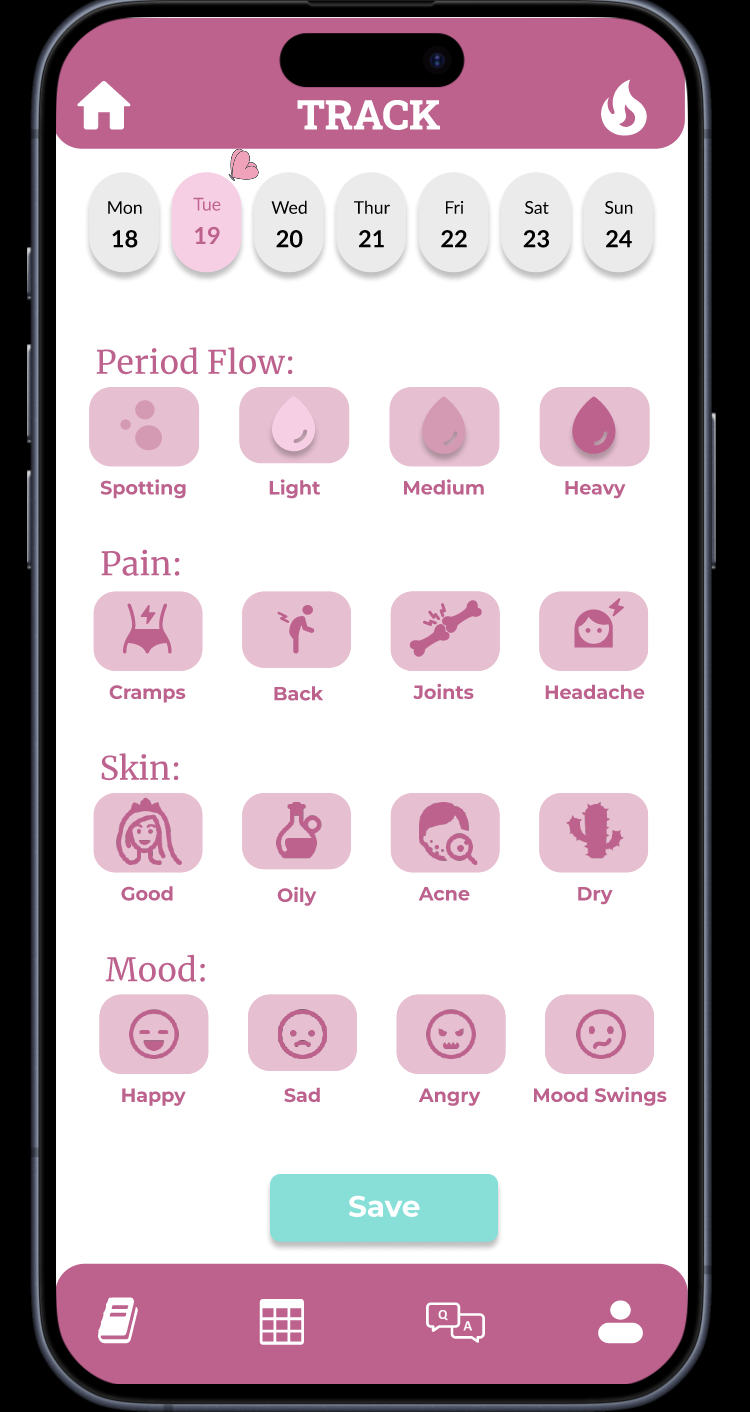 TRACK
Mon Tue Wed Thur Fri Sat Sun
18 19 20 21 22 23 24
Period Flow:
Spotting Light Medium Heavy
Pain:
Cramps Back Joints Headache
Skin:
Good Oily Acne Dry
Mood:
Happy Sad Angry Mood Swings
Save
Q A